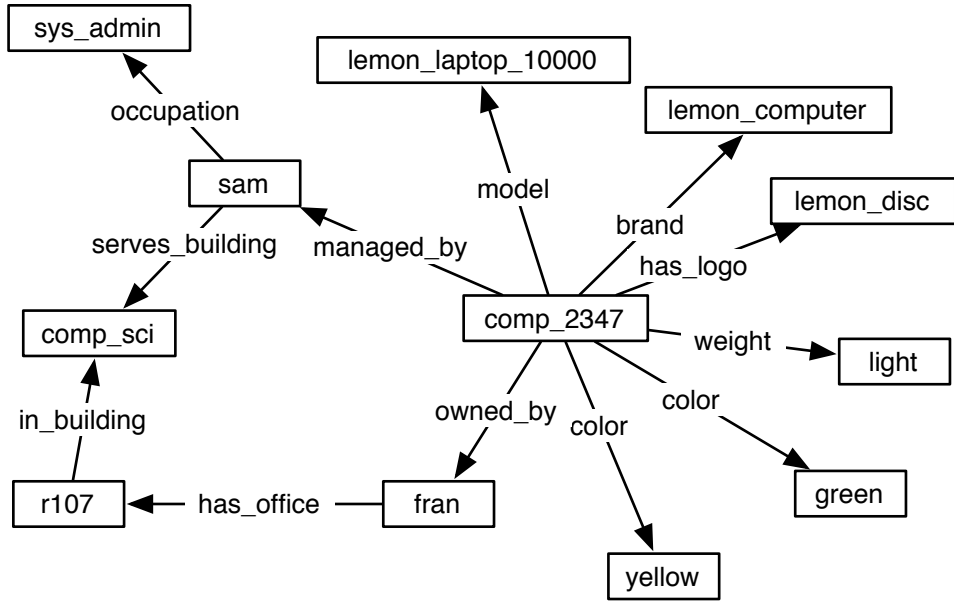 sys_admin
lemon_laptop_10000
lemon_computer
occupation
sam
model
lemon_disc
brand
serves_building
managed_by
has_logo
comp_sci
comp_2347
weight
light
in_building
owned_by
color
color
r107
has_office
fran
green
yellow